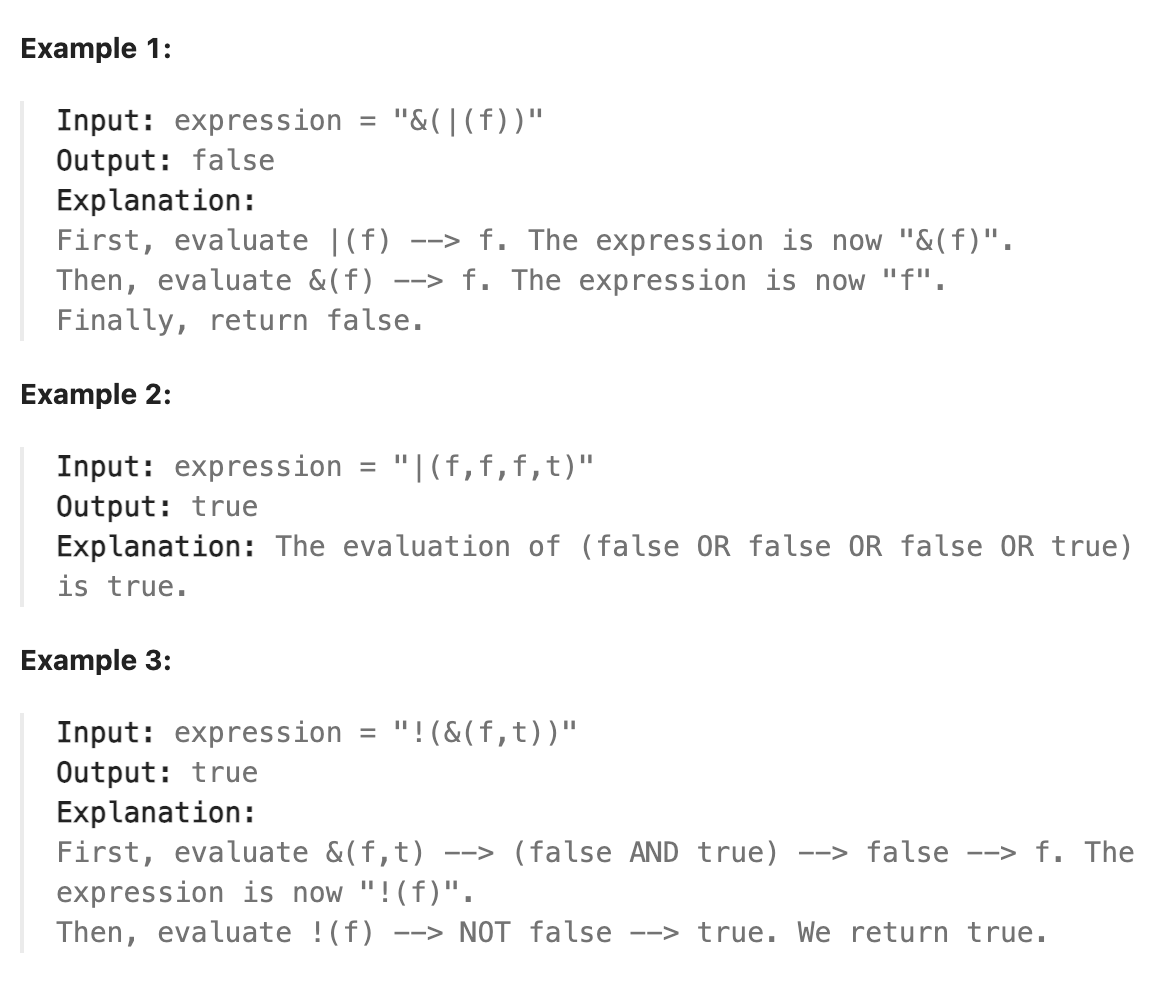 Example 1:
Input: expression = "&(|(f))"
Output: false
Explanation:
First, evaluate |(f) --> f. The expression is now "&(f)".
Then, evaluate &(f) --> f. The expression is now "f".
Finally, return false.
Example 2:
Input: expression = "|(f,f,f,t)"
Output: true
Explanation: The evaluation of (false OR false OR false OR true)
is true.
Example 3:
Input: expression = "!(&(f,t))"
Output: true
Explanation:
First, evaluate &(f,t) --> (false AND true) --> false --> f. The
expression is now "!(f)".
Then, evaluate !(f) --> NOT false --> true. We return true.